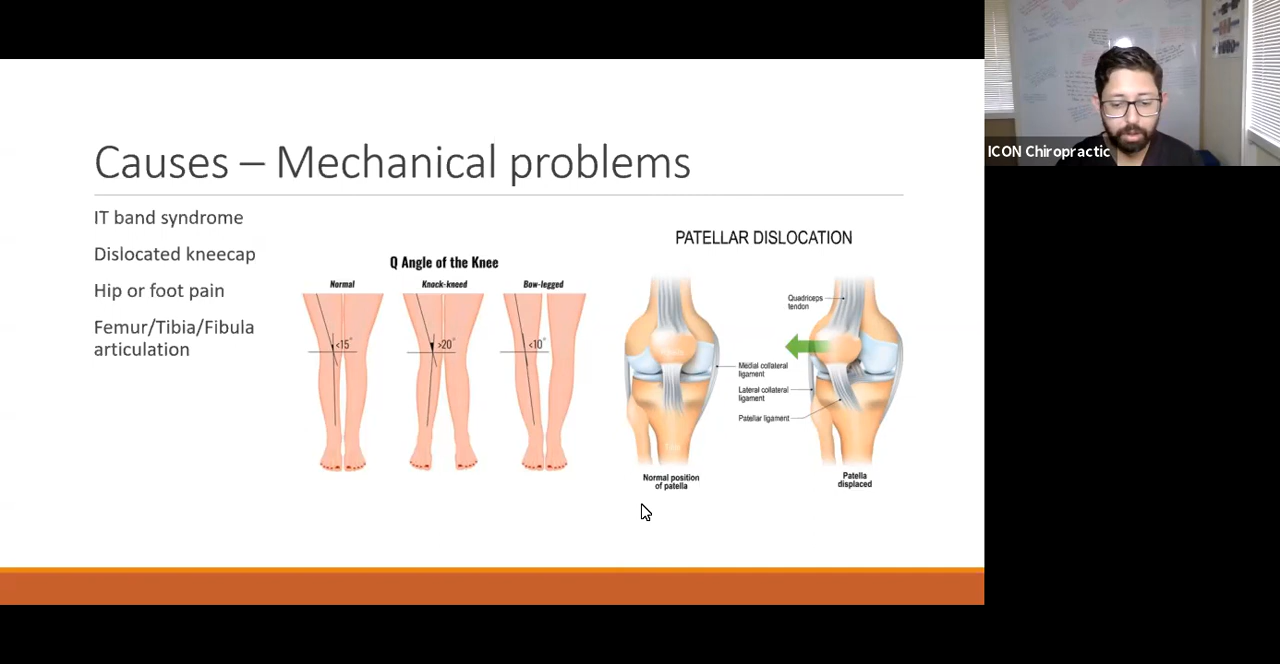 Causes – Mechanical problems
IT band syndrome
Dislocated kneecap
Hip or foot pain
Femur/Tibia/Fibula
articulation
Q Angle of the Knee
Normal
Knock-kneed
Bow-legged
<15°
>20°
<10°
PATELLAR DISLOCATION
Quadriceps
tendon
Patella
Medial collateral
ligament
Lateral collateral
ligament
Patellar ligament
Tibia
Normal position
of patella
Patella
displaced
ICON Chiropractic